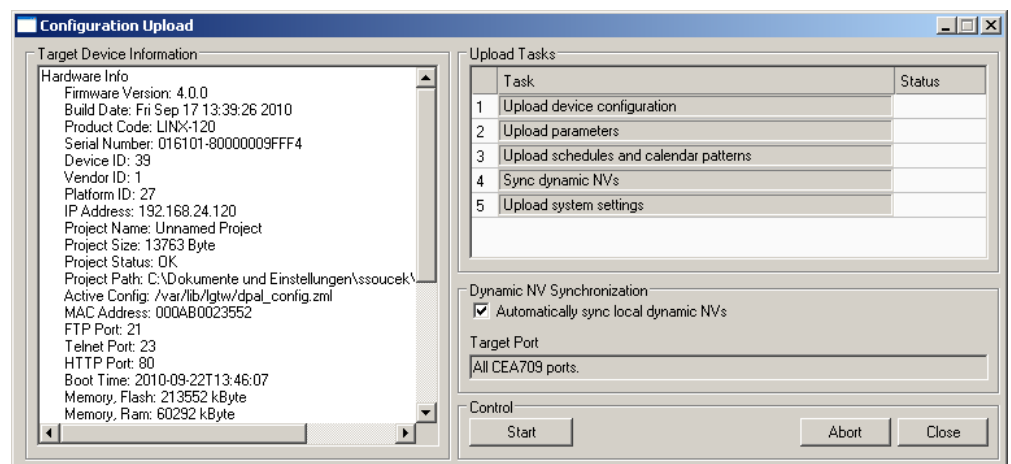 Configuration Upload
Target Device Information
Hardware Info
Firmware Version: 4.0.0
Build Date: Fri Sep 17 13:39:26 2010
Product Code: LINX-120
Serial Number: 016101-80000009FFF4
Device ID: 39
Vendor ID: 1
Platform ID: 27
IP Address: 192.168.24.120
Project Name: Unnamed Project
Project Size: 13763 Byte
Project Status: OK
Project Path: C:\Dokumente und Einstellungen\ssoucek\
Active Config: /var/lib/lgtw/dpal_config.zml
MAC Address: 000AB0023552
FTP Port: 21
Telnet Port: 23
HTTP Port: 80
Boot Time: 2010-09-22T13:46:07
Memory, Flash: 213552 kByte
Memory, Ram: 60292 kByte
Upload Tasks
Task Status
1 Upload device configuration
2 Upload parameters
3 Upload schedules and calendar patterns
4 Sync dynamic NVs
5 Upload system settings
Dynamic NV Synchronization
Automatically sync local dynamic NVs
Target Port
All CEA709 ports.
Control
Start Abort Close